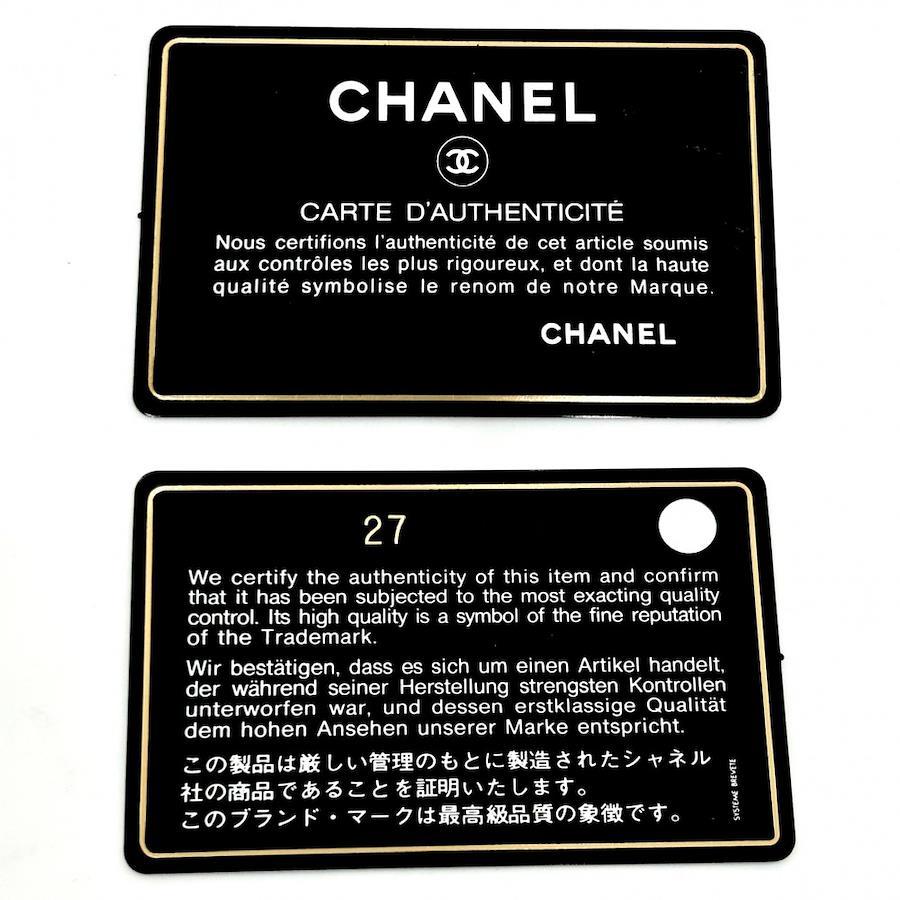 CHANEL
CARTE D'AUTHENTICITÉ
Nous certifions l'authenticité de cet article soumis
aux contrôles les plus rigoureux, et dont la haute
qualité symbolise le renom de notre Marque.
CHANEL
27
We certify the authenticity of this item and confirm
that it has been subjected to the most exacting quality
control. Its high quality is a symbol of the fine reputation
of the Trademark.
Wir bestätigen, dass es sich um einen Artikel handelt,
der während seiner Herstellung strengsten Kontrollen
unterworfen war, und dessen erstklassige Qualität
dem hohen Ansehen unserer Marke entspricht.
この製品は厳しい管理のもとに製造されたシャネル
社の商品であることを証明いたします。
このブランド・マークは最高級品質の象徴です。
SYSTEME BREVETE